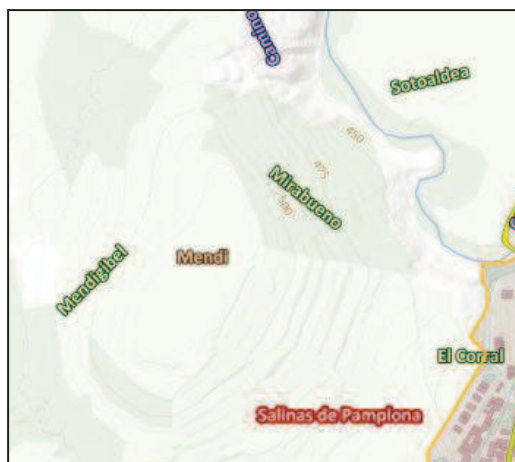 Camino
Sotoaldea
450
475
Mirabueno
500
Mendi
Mendigibel
El Corral
Salinas de Pamplona